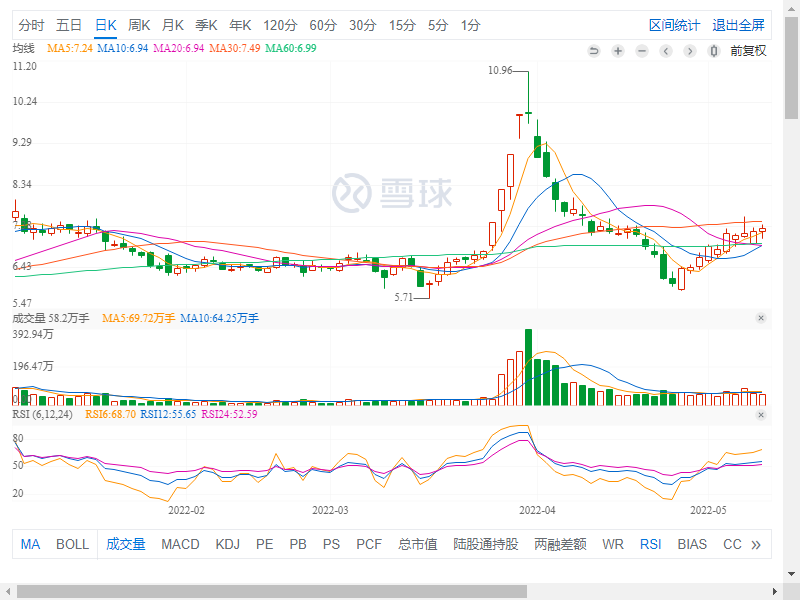 分时 五日 日K 周K 月K 季K 年K 120分 60分 30分 15分 5分 1分 区间统计 退出全屏
均线 MA5:7.24 MA10:6.94 MA20:6.94 MA30:7.49 MA60:6.99 前复权
11.20
10.96
10.24
9.29
8.34
雪球
6.43
5.47
5.71
成交量 58.2万手 MA5:69.72万手 MA10:64.25万手
392.94万
196.47万
RSI (6,12,24) RSI6:68.70 RSI12:55.65 RSI24:52.59
80
50
20
2022-02 2022-03 2022-04 2022-05
MA BOLL 成交量 MACD KDJ PE PB PS PCF 总市值 陆股通持股 两融差额 WR RSI BIAS CC »